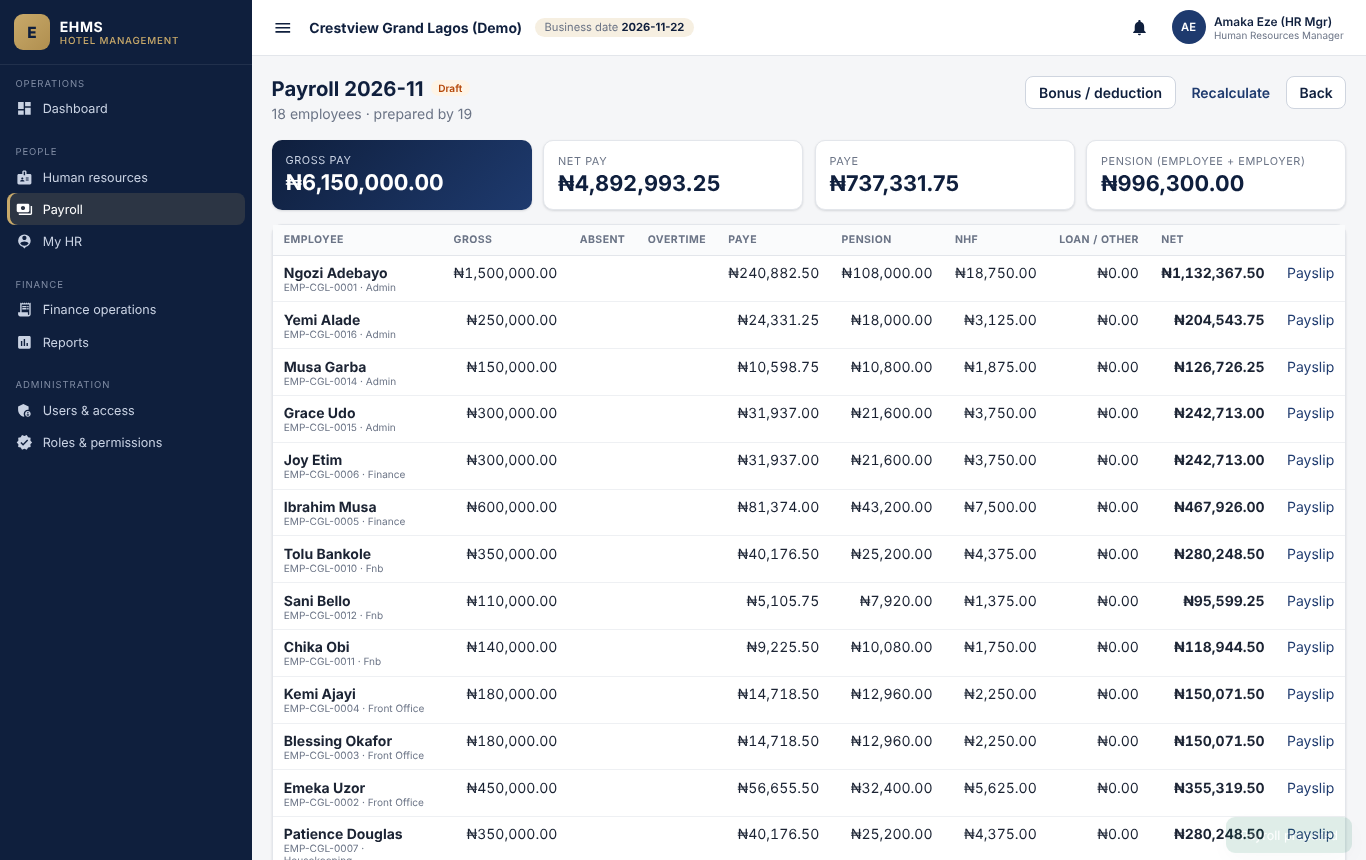 E
EHMS
HOTEL MANAGEMENT
OPERATIONS
Dashboard
PEOPLE
Human resources
Payroll
My HR
FINANCE
Finance operations
Reports
ADMINISTRATION
Users & access
Roles & permissions
Crestview Grand Lagos (Demo) Business date 2026-11-22
AE
Amaka Eze (HR Mgr)
Human Resources Manager
Payroll 2026-11 Draft
18 employees · prepared by 19
Bonus / deduction Recalculate Back
GROSS PAY
₦6,150,000.00
NET PAY
₦4,892,993.25
PAYE
₦737,331.75
PENSION (EMPLOYEE + EMPLOYER)
₦996,300.00
EMPLOYEE GROSS ABSENT OVERTIME PAYE PENSION NHF LOAN / OTHER NET
Ngozi Adebayo ₦1,500,000.00 ₦240,882.50 ₦108,000.00 ₦18,750.00 ₦0.00 ₦1,132,367.50 Payslip
EMP-CGL-0001 · Admin
Yemi Alade ₦250,000.00 ₦24,331.25 ₦18,000.00 ₦3,125.00 ₦0.00 ₦204,543.75 Payslip
EMP-CGL-0016 · Admin
Musa Garba ₦150,000.00 ₦10,598.75 ₦10,800.00 ₦1,875.00 ₦0.00 ₦126,726.25 Payslip
EMP-CGL-0014 · Admin
Grace Udo ₦300,000.00 ₦31,937.00 ₦21,600.00 ₦3,750.00 ₦0.00 ₦242,713.00 Payslip
EMP-CGL-0015 · Admin
Joy Etim ₦300,000.00 ₦31,937.00 ₦21,600.00 ₦3,750.00 ₦0.00 ₦242,713.00 Payslip
EMP-CGL-0006 · Finance
Ibrahim Musa ₦600,000.00 ₦81,374.00 ₦43,200.00 ₦7,500.00 ₦0.00 ₦467,926.00 Payslip
EMP-CGL-0005 · Finance
Tolu Bankole ₦350,000.00 ₦40,176.50 ₦25,200.00 ₦4,375.00 ₦0.00 ₦280,248.50 Payslip
EMP-CGL-0010 · Fnb
Sani Bello ₦110,000.00 ₦5,105.75 ₦7,920.00 ₦1,375.00 ₦0.00 ₦95,599.25 Payslip
EMP-CGL-0012 · Fnb
Chika Obi ₦140,000.00 ₦9,225.50 ₦10,080.00 ₦1,750.00 ₦0.00 ₦118,944.50 Payslip
EMP-CGL-0011 · Fnb
Kemi Ajayi ₦180,000.00 ₦14,718.50 ₦12,960.00 ₦2,250.00 ₦0.00 ₦150,071.50 Payslip
EMP-CGL-0004 · Front Office
Blessing Okafor ₦180,000.00 ₦14,718.50 ₦12,960.00 ₦2,250.00 ₦0.00 ₦150,071.50 Payslip
EMP-CGL-0003 · Front Office
Emeka Uzor ₦450,000.00 ₦56,655.50 ₦32,400.00 ₦5,625.00 ₦0.00 ₦355,319.50 Payslip
EMP-CGL-0002 · Front Office
Patience Douglas ₦350,000.00 ₦40,176.50 ₦25,200.00 ₦4,375.00 ₦0.00 ₦280,248.50 Payslip
EMP-CGL-0007 ·